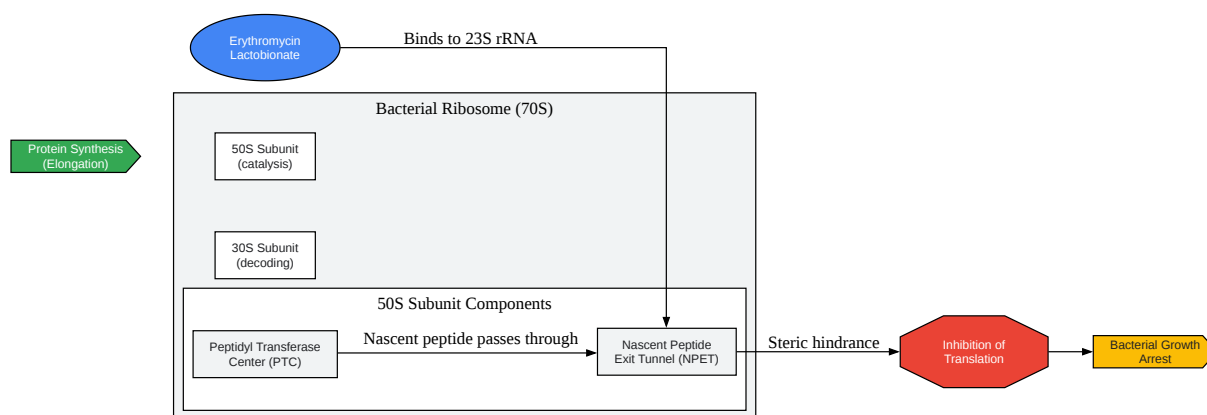 Erythromycin
Lactobionate
Binds to 23S rRNA
Bacterial Ribosome (70S)
Protein Synthesis
(Elongation)
50S Subunit
(catalysis)
30S Subunit
(decoding)
50S Subunit Components
Peptidyl Transferase
Center (PTC)
Nascent peptide passes through
Nascent Peptide
Exit Tunnel (NPET)
Steric hindrance
Inhibition of
Translation
Bacterial Growth
Arrest